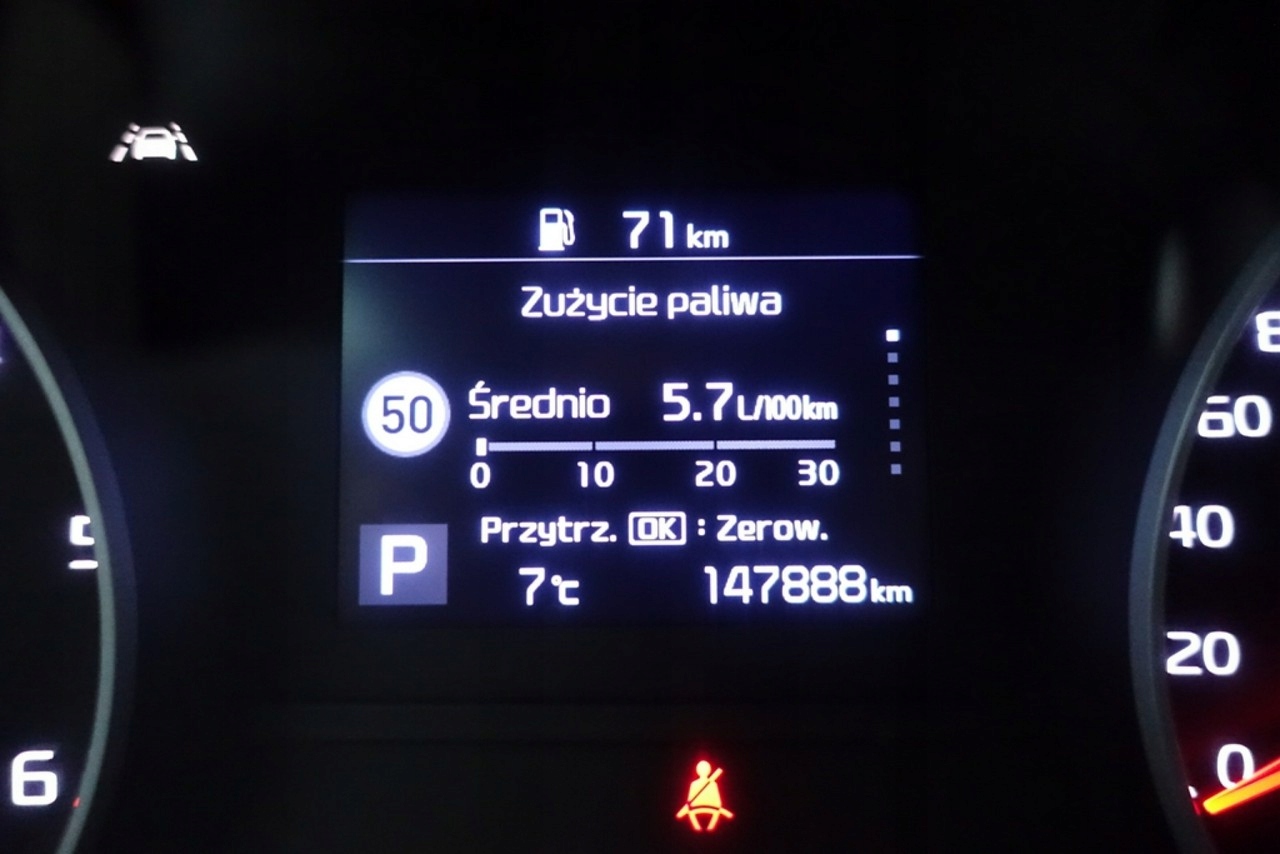 71 km
Zużycie paliwa
50
Średnio 5.7 L/100km
0 10 20 30
Przytrz. OK : Zerow.
P
7℃ 147888 km
5
6
60
40
20
0